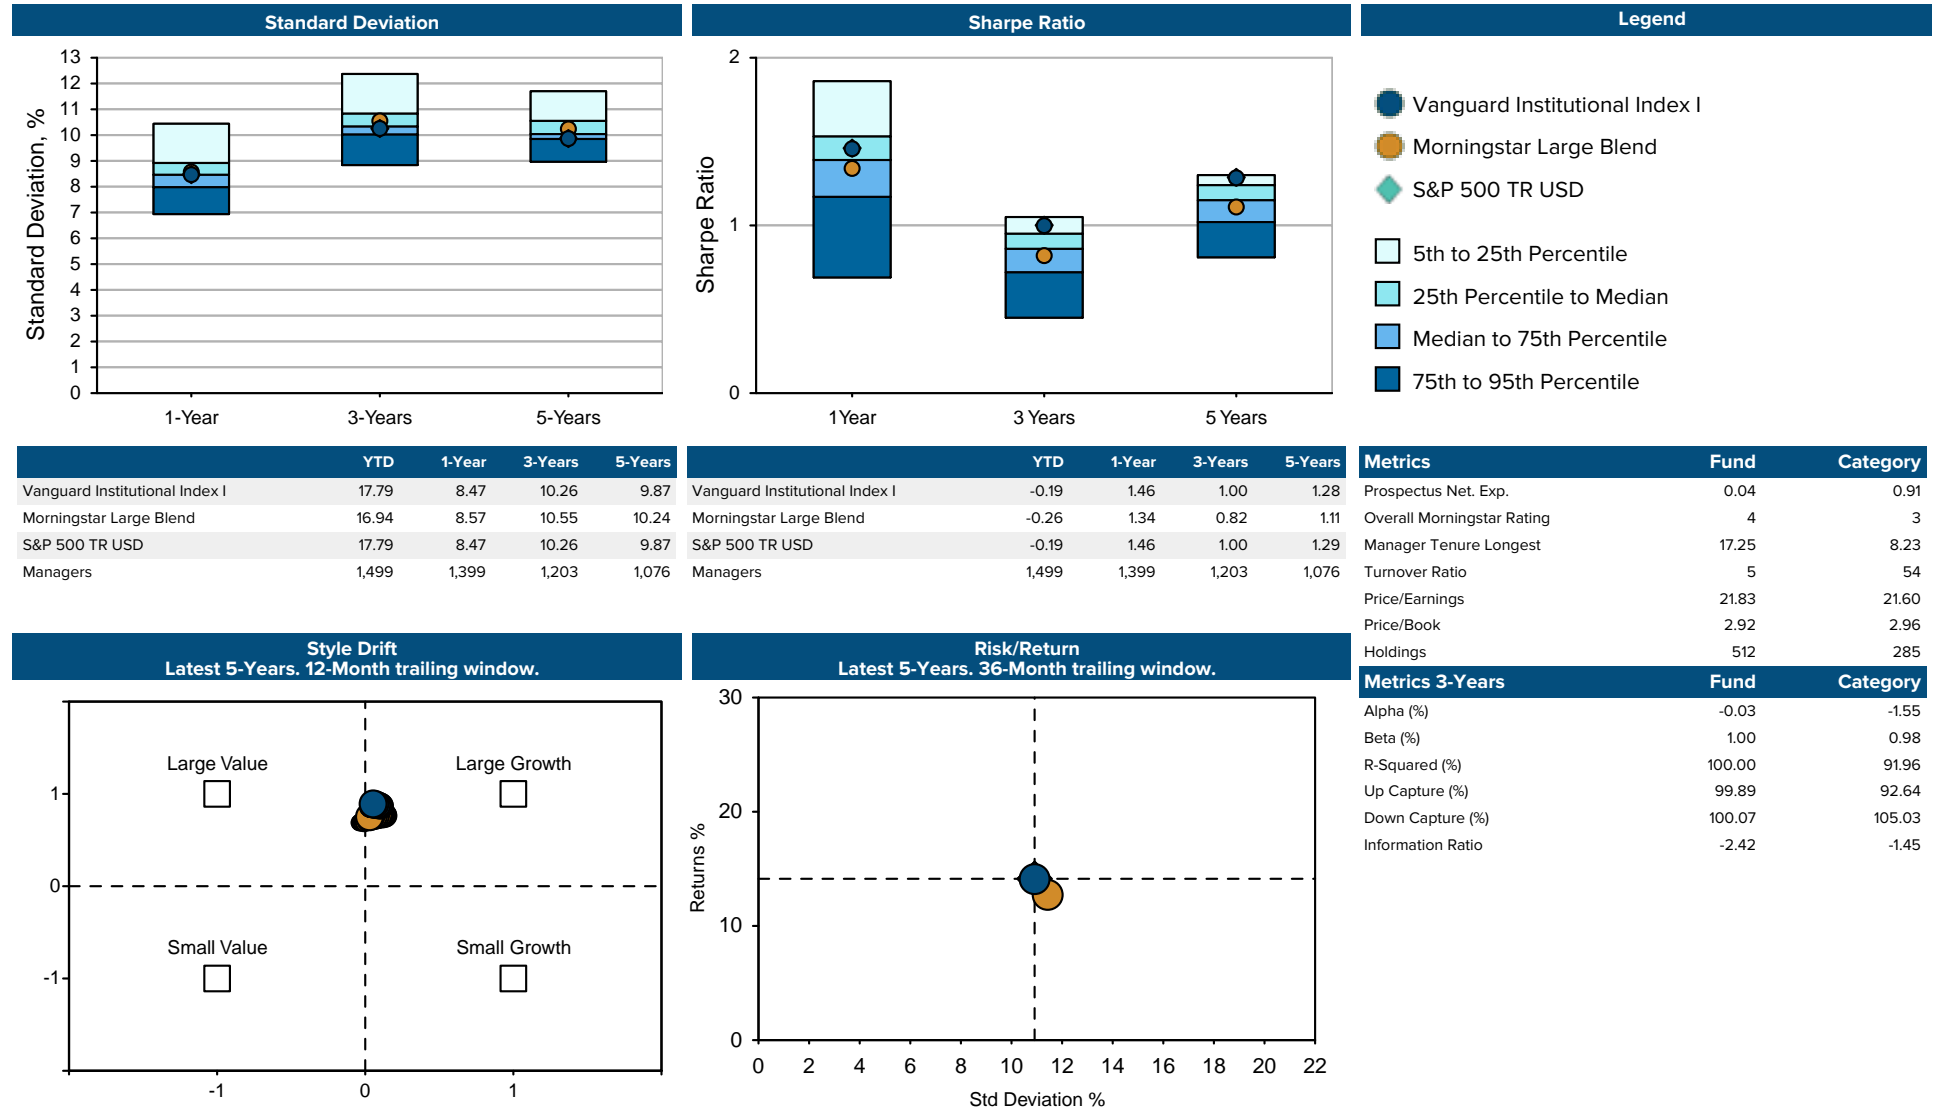 Standard Deviation
13
12
11
10
9
8
7
6
5
4
3
2
1
0
Standard Deviation, %
1-Year 3-Years 5-Years
Sharpe Ratio
2
1
0
Sharpe Ratio
1 Year 3 Years 5 Years
Legend
Vanguard Institutional Index I
Morningstar Large Blend
S&P 500 TR USD
5th to 25th Percentile
25th Percentile to Median
Median to 75th Percentile
75th to 95th Percentile
YTD 1-Year 3-Years 5-Years
Vanguard Institutional Index I 17.79 8.47 10.26 9.87
Morningstar Large Blend 16.94 8.57 10.55 10.24
S&P 500 TR USD 17.79 8.47 10.26 9.87
Managers 1,499 1,399 1,203 1,076
YTD 1-Year 3-Years 5-Years
Vanguard Institutional Index I -0.19 1.46 1.00 1.28
Morningstar Large Blend -0.26 1.34 0.82 1.11
S&P 500 TR USD -0.19 1.46 1.00 1.29
Managers 1,499 1,399 1,203 1,076
Metrics Fund Category
Prospectus Net. Exp. 0.04 0.91
Overall Morningstar Rating 4 3
Manager Tenure Longest 17.25 8.23
Turnover Ratio 5 54
Price/Earnings 21.83 21.60
Price/Book 2.92 2.96
Holdings 512 285
Metrics 3-Years Fund Category
Alpha (%) -0.03 -1.55
Beta (%) 1.00 0.98
R-Squared (%) 100.00 91.96
Up Capture (%) 99.89 92.64
Down Capture (%) 100.07 105.03
Information Ratio -2.42 -1.45
Style Drift
Latest 5-Years. 12-Month trailing window.
Large Value Large Growth
1
0
Small Value Small Growth
-1
-1 0 1
Risk/Return
Latest 5-Years. 36-Month trailing window.
30
20
10
0
Returns %
0 2 4 6 8 10 12 14 16 18 20 22
Std Deviation %